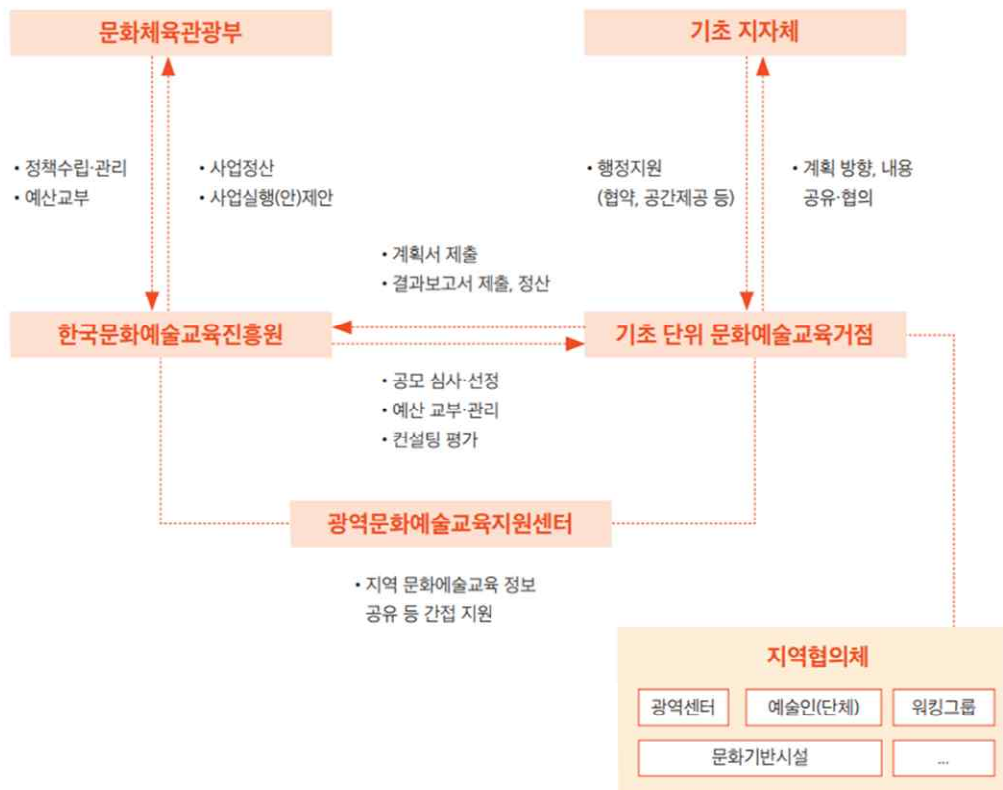 문화체육관광부
기초 지자체
• 정책수립·관리
• 예산교부
• 사업정산
• 사업실행(안)제안
• 행정지원
(협약, 공간제공 등)
• 계획 방향, 내용
공유·협의
• 계획서 제출
• 결과보고서 제출, 정산
한국문화예술교육진흥원
기초 단위 문화예술교육거점
• 공모 심사·선정
• 예산 교부·관리
• 컨설팅 평가
광역문화예술교육지원센터
• 지역 문화에술교육 정보
공유 등 간접 지원
지역협의체
광역센터
예술인(단체)
워킹그룹
문화기반시설
...